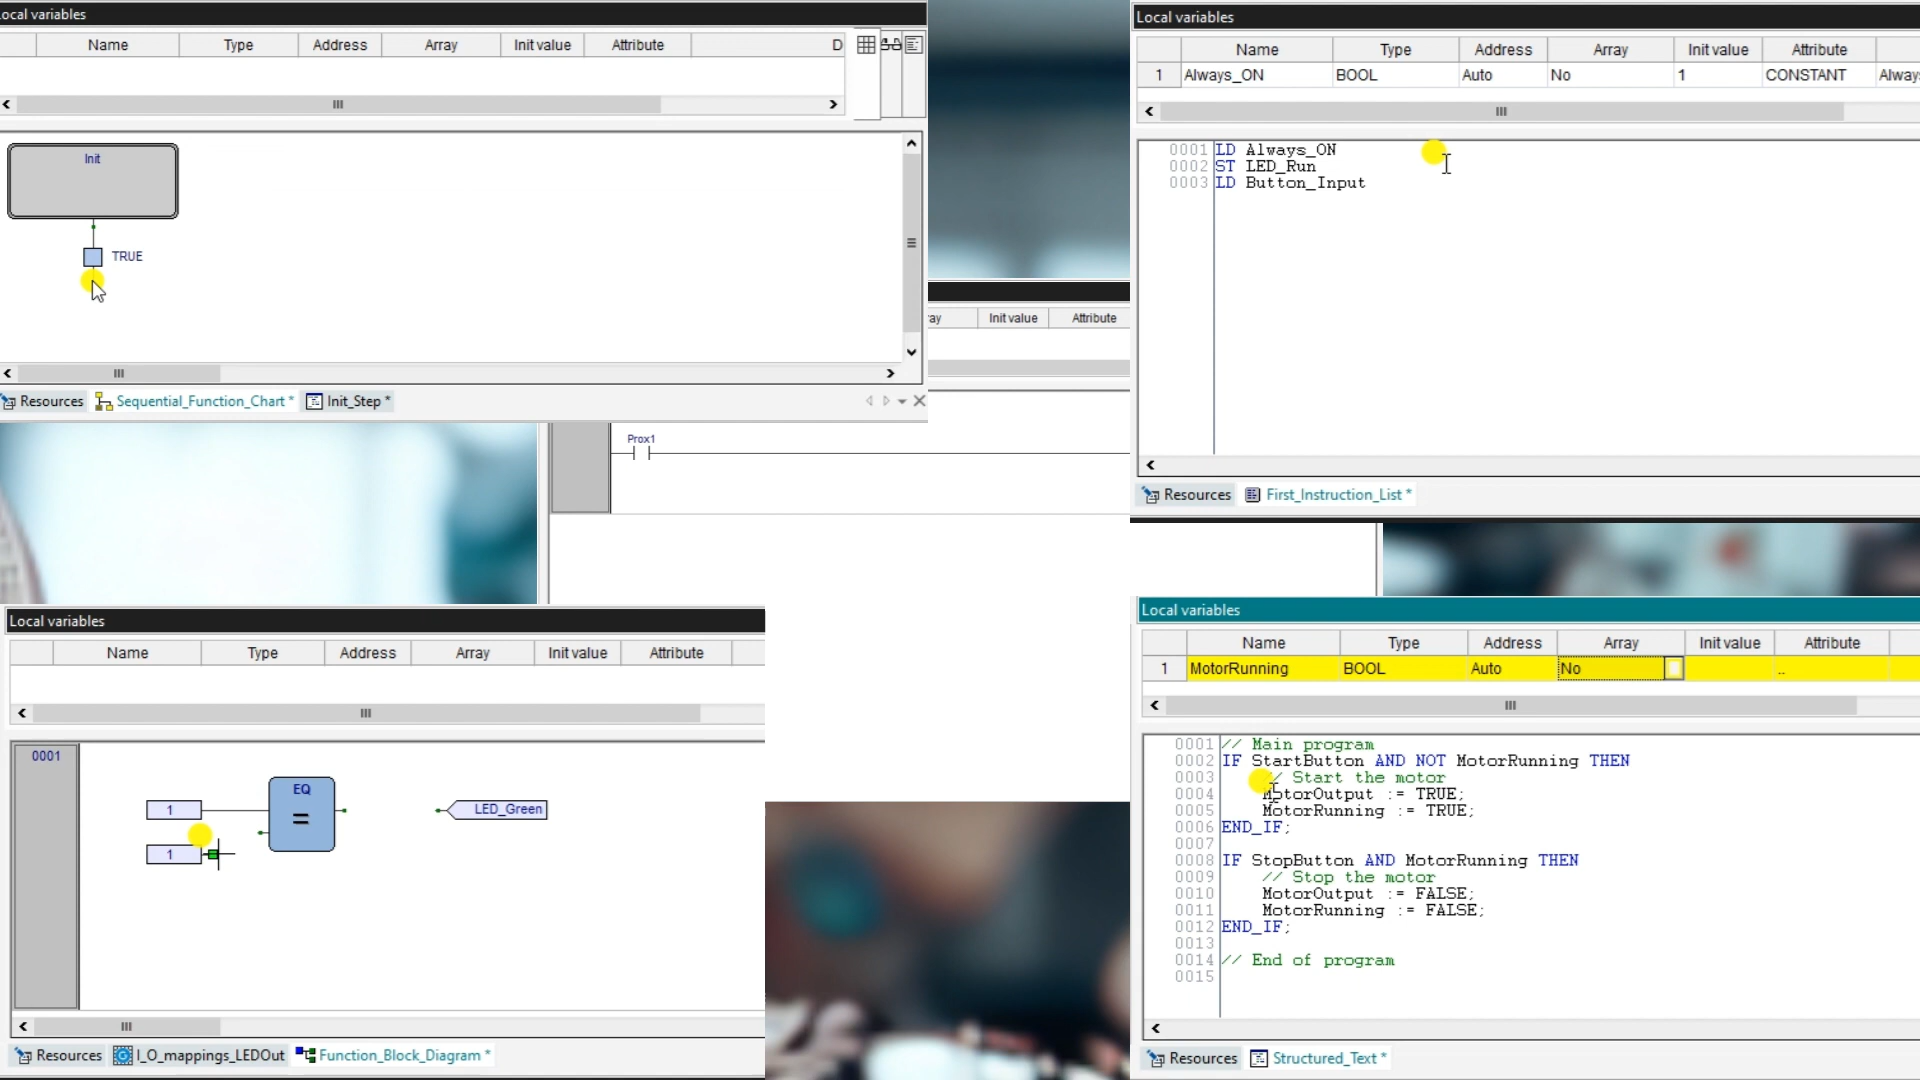 Local variables
Name Type Address Array Init value Attribute D
Init
TRUE
Resources Sequential_Function_Chart * Init_Step *
ray Init value Attribute
Prox1
Local variables
Name Type Address Array Init value Attribute
1 Always_ON BOOL Auto No 1 CONSTANT Always
0001 LD Always_ON
0002 ST LED_Run
0003 LD Button_Input
Resources First_Instruction_List *
Local variables
Name Type Address Array Init value Attribute
0001
EQ
=
1
1
LED_Green
Resources I_O_mappings_LEDOut Function_Block_Diagram *
Local variables
Name Type Address Array Init value Attribute
1 MotorRunning BOOL Auto No ..
0001 // Main program
0002 IF StartButton AND NOT MotorRunning THEN
0003 // Start the motor
0004 MotorOutput := TRUE;
0005 MotorRunning := TRUE;
0006 END_IF;
0007
0008 IF StopButton AND MotorRunning THEN
0009 // Stop the motor
0010 MotorOutput := FALSE;
0011 MotorRunning := FALSE;
0012 END_IF;
0013
0014 // End of program
0015
Resources Structured_Text *